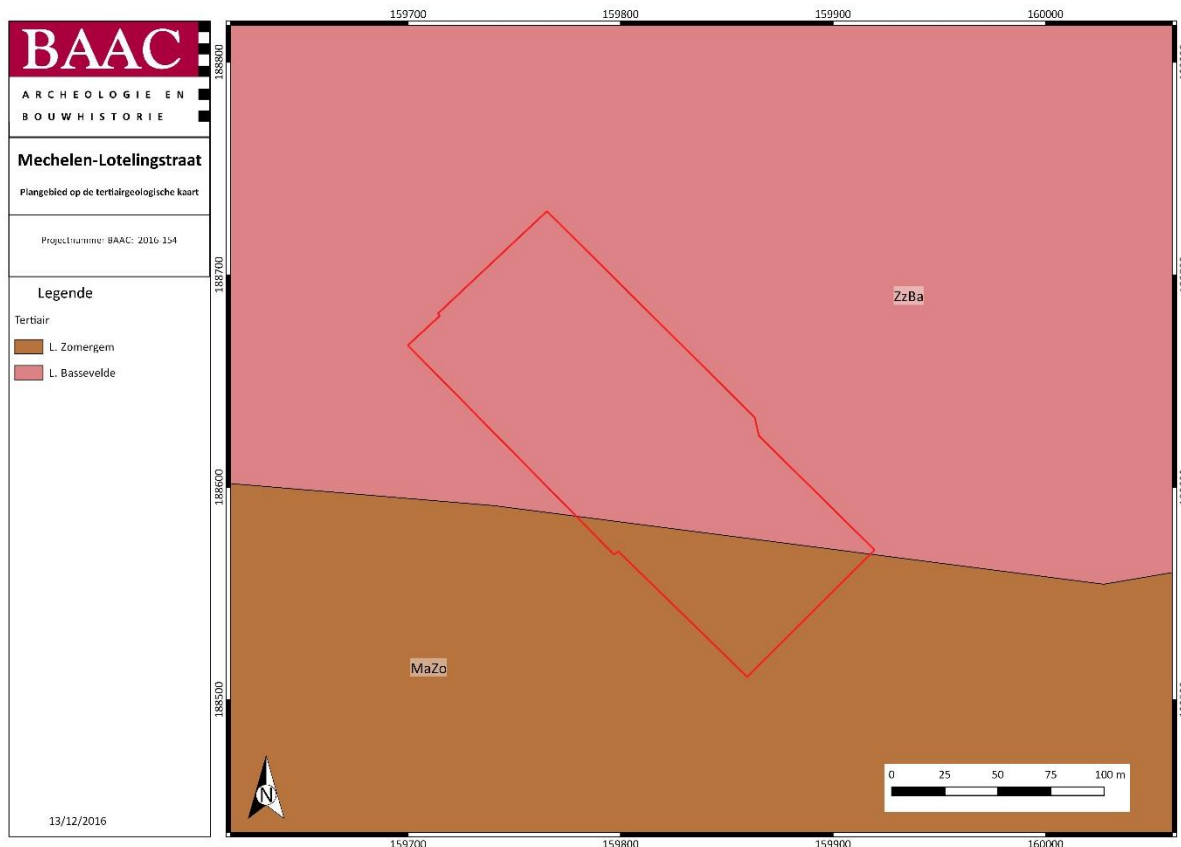 BAAC
ARCHEOLOGIE EN
BOUWHISTORIE
Mechelen-Lotelingstraat
Plangebied op de tertiairgeologische kaart
Projectnummer BAAC: 2016-154
Legende
Tertiair
L. Zomergem
L. Bassevelde
13/12/2016
159700 159800 159900 160000
188800
188700
188600
188500
ZzBa
MaZo
N
0 25 50 75 100 m
159700 159800 159900 160000